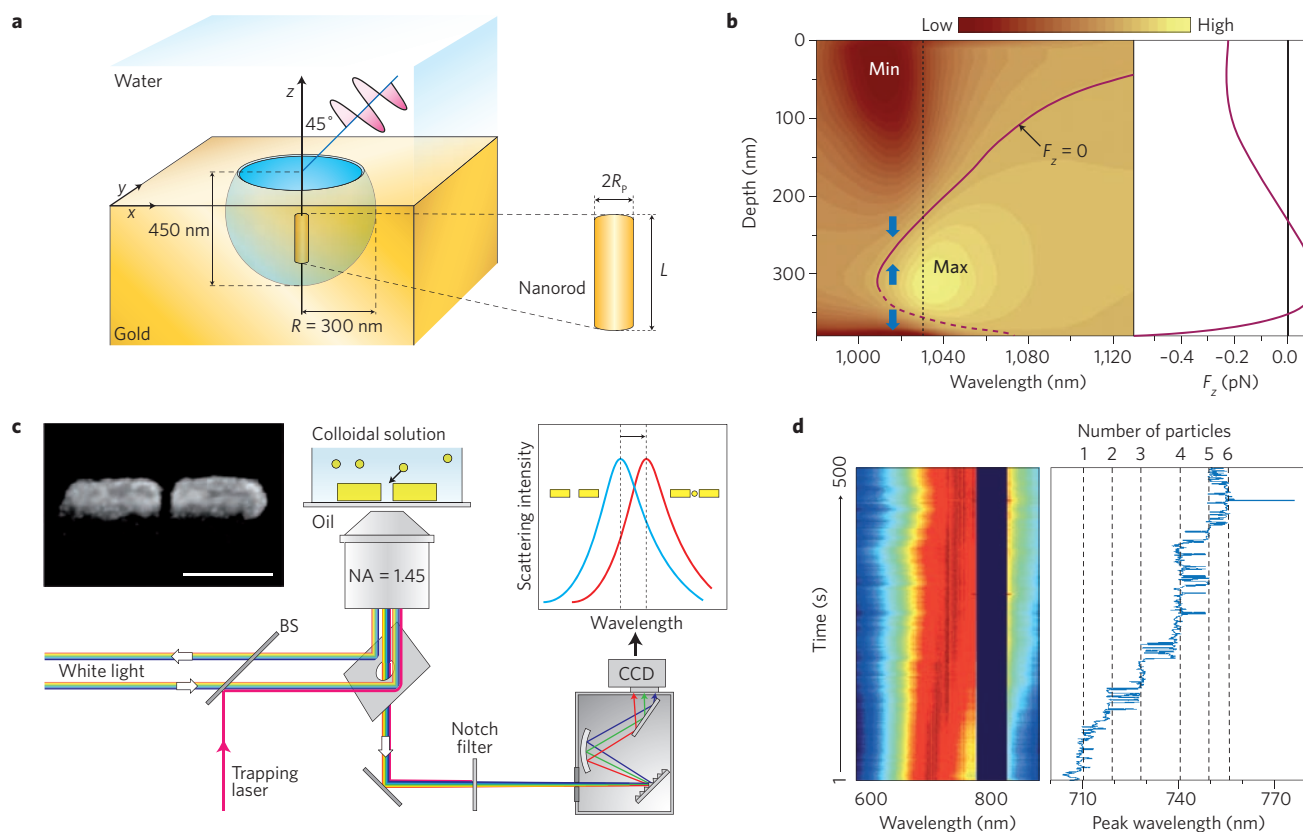 a
Water
z
45°
y
x
450 nm
R = 300 nm
Gold
2Rₚ
L
Nanorod
b
Low
High
Min
Max
F_z = 0
0
100
200
300
Depth (nm)
1,000
1,040
1,080
1,120
Wavelength (nm)
−0.4
−0.2
0.0
F_z (pN)
c
Colloidal solution
Oil
NA = 1.45
BS
White light
Trapping
laser
Notch
filter
CCD
Scattering intensity
Wavelength
d
Number of particles
1 2 3 4 5 6
500
Time (s)
1
600
800
Wavelength (nm)
710
740
770
Peak wavelength (nm)